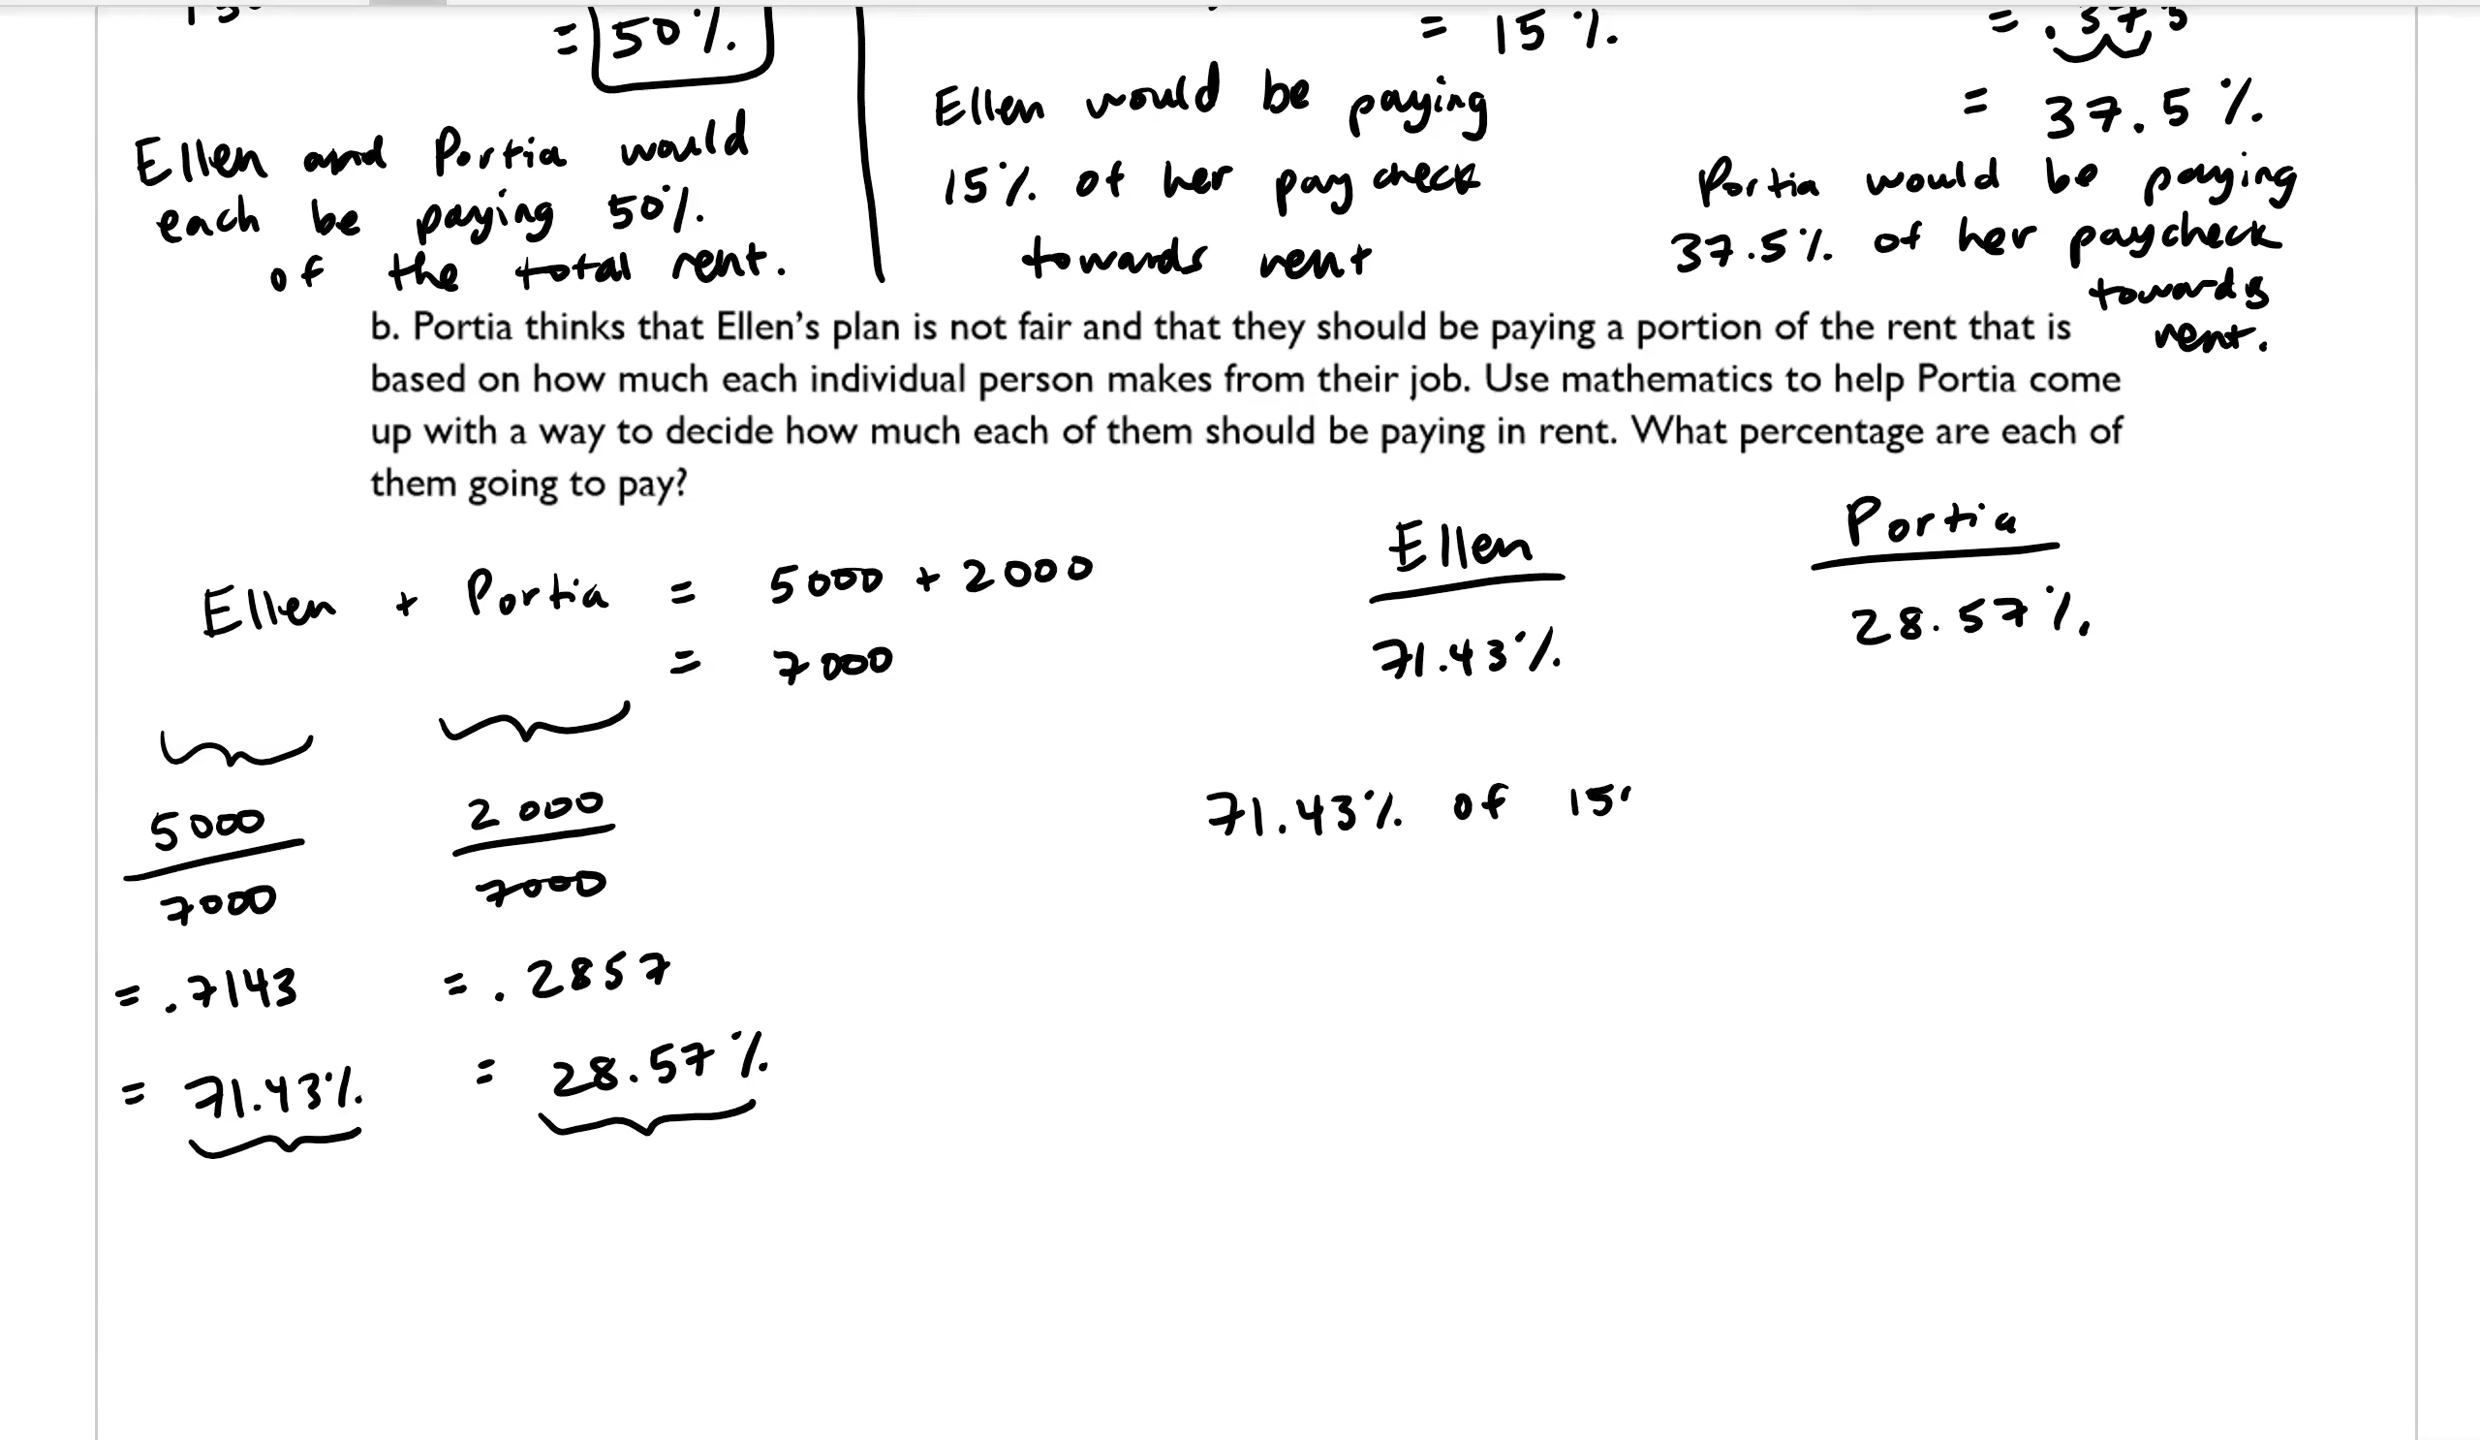 = 50%
Ellen and Portia would
each be paying 50%
of the total rent.
= 15%
Ellen would be paying
15% of her paycheck
towards rent
= .375
= 37.5%
Portia would be paying
37.5% of her paycheck
towards
rent.
b. Portia thinks that Ellen’s plan is not fair and that they should be paying a portion of the rent that is
based on how much each individual person makes from their job. Use mathematics to help Portia come
up with a way to decide how much each of them should be paying in rent. What percentage are each of
them going to pay?
Ellen + Portia = 5000 + 2000
= 7000
5000 2000
7000 7000
= .7143 = .2857
= 71.43% = 28.57%
Ellen Portia
71.43% 28.57%
71.43% of 150